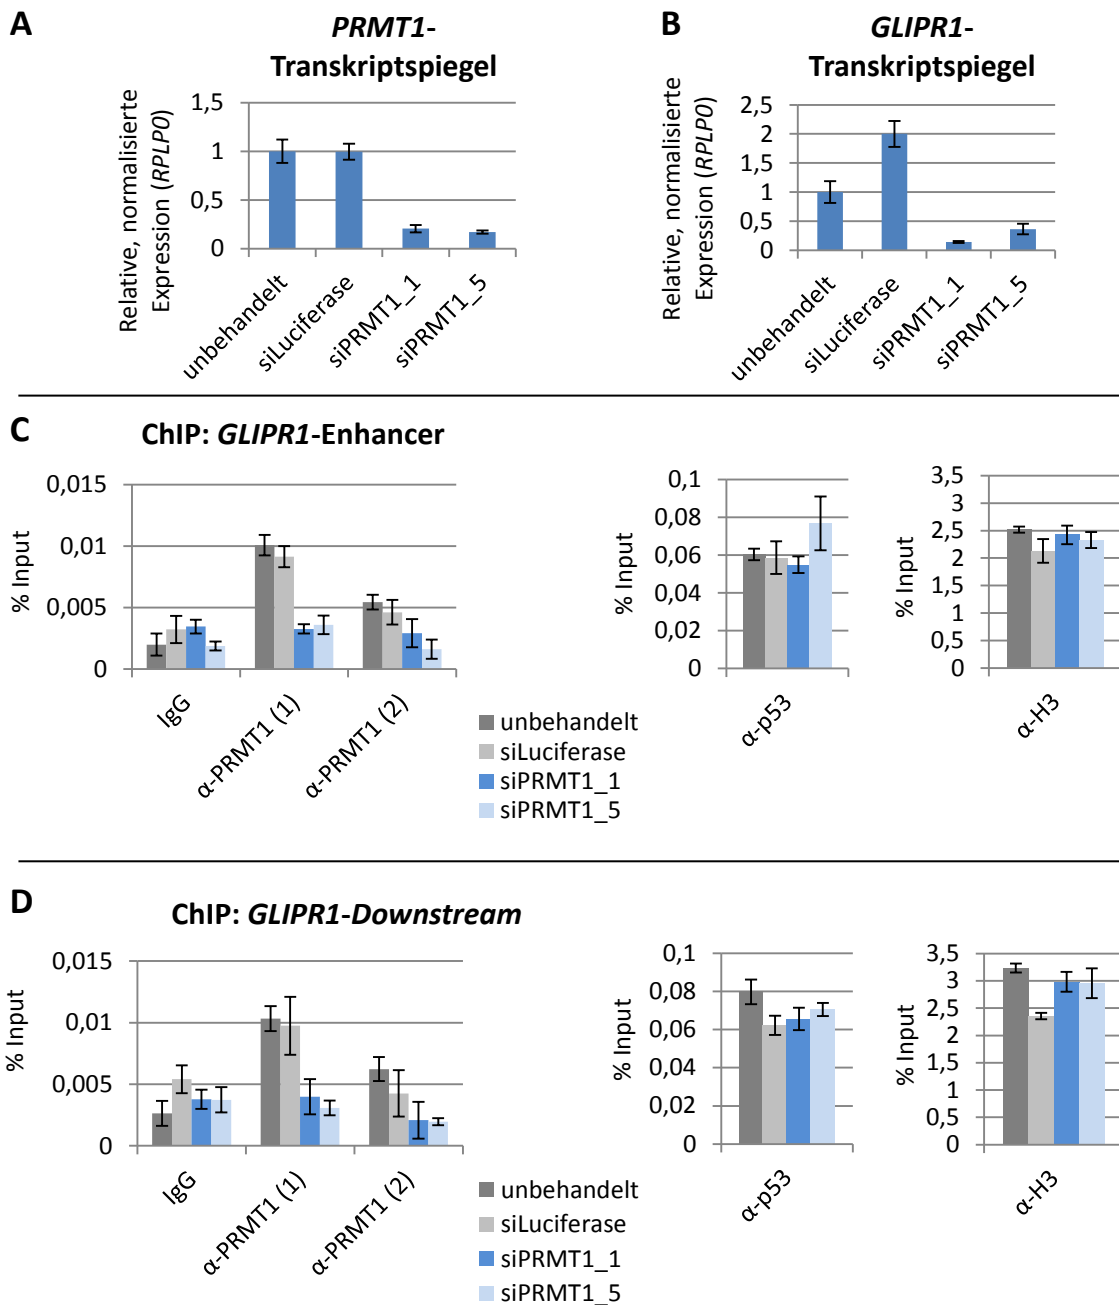 A
PRMT1-
Transkriptspiegel
Relative, normalisierte
Expression (RPLP0)
1,5
1
0,5
0
unbehandelt
siLuciferase
siPRMT1_1
siPRMT1_5
B
GLIPR1-
Transkriptspiegel
Relative, normalisierte
Expression (RPLP0)
2,5
2
1,5
1
0,5
0
unbehandelt
siLuciferase
siPRMT1_1
siPRMT1_5
C
ChIP: GLIPR1-Enhancer
% Input
0,015
0,01
0,005
0
IgG
α-PRMT1 (1)
α-PRMT1 (2)
unbehandelt
siLuciferase
siPRMT1_1
siPRMT1_5
% Input
0,1
0,08
0,06
0,04
0,02
0
α-p53
% Input
3,5
3
2,5
2
1,5
1
0,5
0
α-H3
D
ChIP: GLIPR1-Downstream
% Input
0,015
0,01
0,005
0
IgG
α-PRMT1 (1)
α-PRMT1 (2)
unbehandelt
siLuciferase
siPRMT1_1
siPRMT1_5
% Input
0,1
0,08
0,06
0,04
0,02
0
α-p53
% Input
3,5
3
2,5
2
1,5
1
0,5
0
α-H3